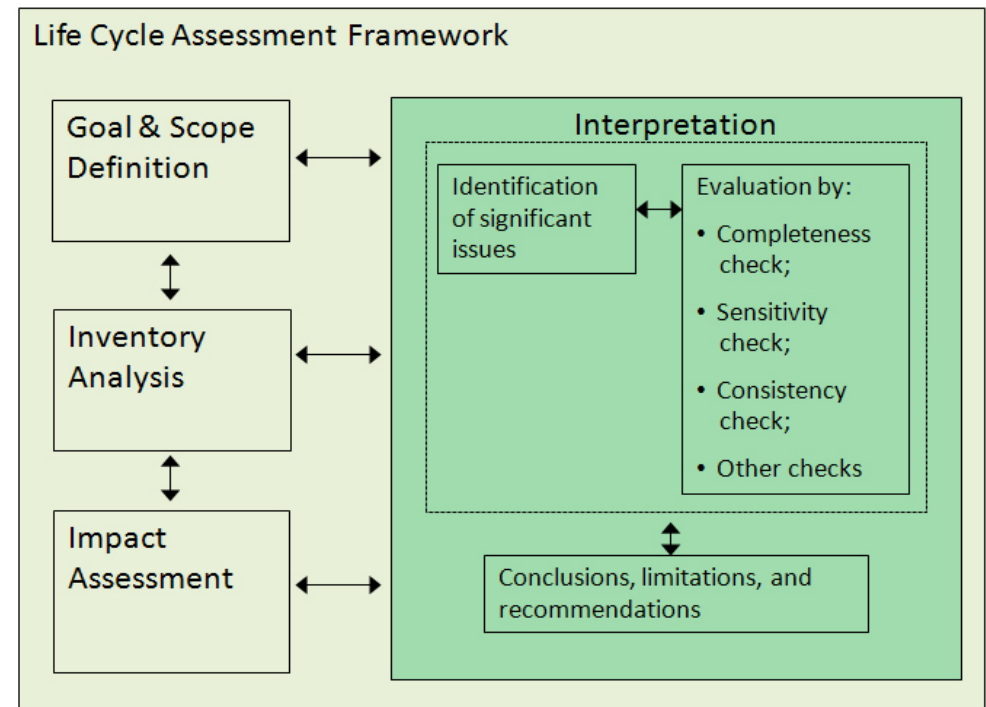 Life Cycle Assessment Framework
Goal & Scope
Definition
Inventory
Analysis
Impact
Assessment
Interpretation
Identification
of significant
issues
Evaluation by:
• Completeness
check;
• Sensitivity
check;
• Consistency
check;
• Other checks
Conclusions, limitations, and
recommendations